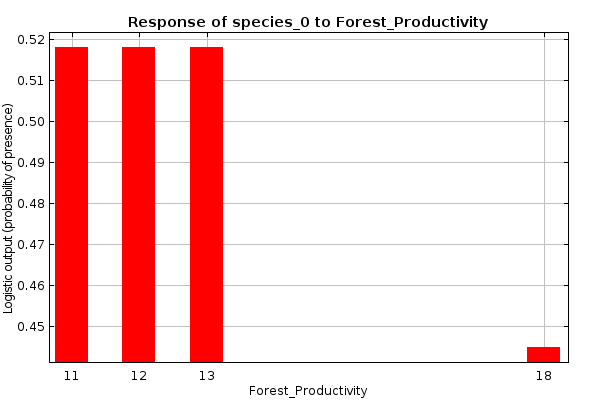 Response of species_0 to Forest_Productivity
Logistic output (probability of presence)
0.52
0.51
0.50
0.49
0.48
0.47
0.46
0.45
11 12 13 18
Forest_Productivity